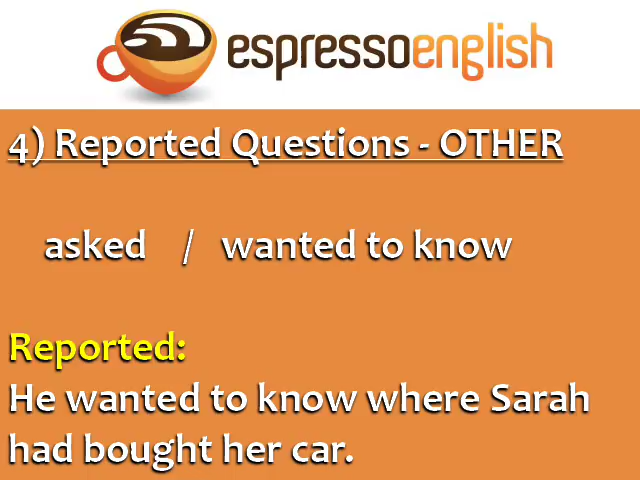 espressoenglish
4) Reported Questions - OTHER
asked / wanted to know
Reported:
He wanted to know where Sarah
had bought her car.